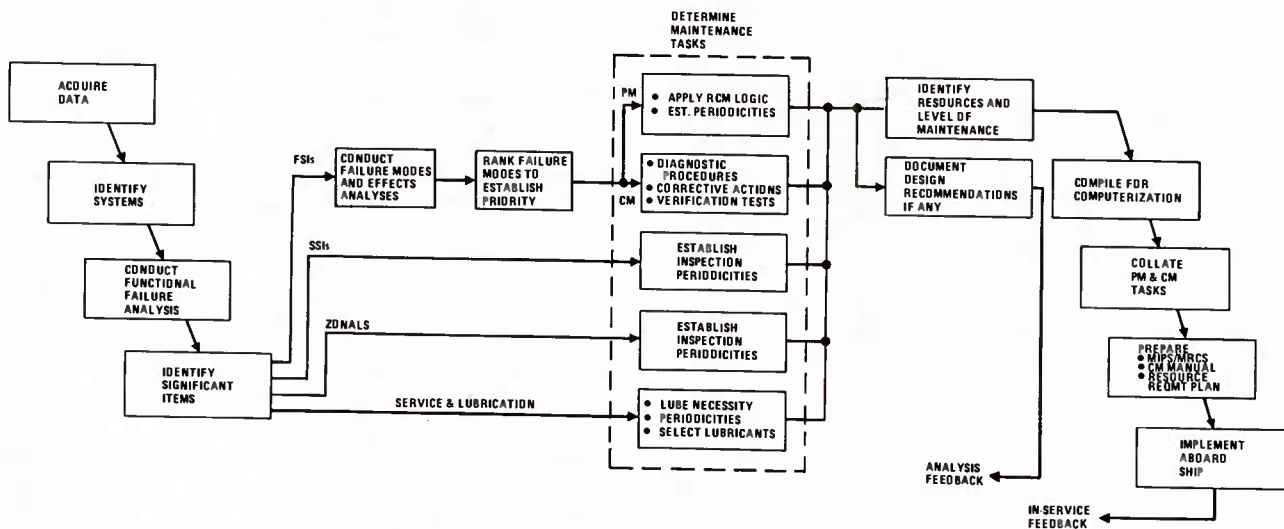 ACQUIRE
DATA
IDENTIFY
SYSTEMS
CONDUCT
FUNCTIONAL
FAILURE
ANALYSIS
IDENTIFY
SIGNIFICANT
ITEMS
FSIs
CONDUCT
FAILURE MODES
AND EFFECTS
ANALYSES
RANK FAILURE
MODES TO
ESTABLISH
PRIORITY
SSIs
ZONALS
SERVICE & LUBRICATION
DETERMINE
MAINTENANCE
TASKS
PM
• APPLY RCM LOGIC
• EST. PERIODICITIES
CM
• DIAGNOSTIC
PROCEDURES
• CORRECTIVE ACTIONS
• VERIFICATION TESTS
ESTABLISH
INSPECTION
PERIDDICITIES
ESTABLISH
INSPECTION
PERIODICITIES
• LUBE NECESSITY
• PERIODICITIES
• SELECT LUBRICANTS
IDENTIFY
RESOURCES AND
LEVEL OF
MAINTENANCE
DOCUMENT
DESIGN
RECOMMENDATIONS
IF ANY
ANALYSIS
FEEDBACK
COMPILE FOR
COMPUTERIZATION
COLLATE
PM & CM
TASKS
PREPARE
• MIPS/MRCS
• CM MANUAL
• RESOURCE
REQMT PLAN
IMPLEMENT
ABOARD
SHIP
IN-SERVICE
FEEDBACK